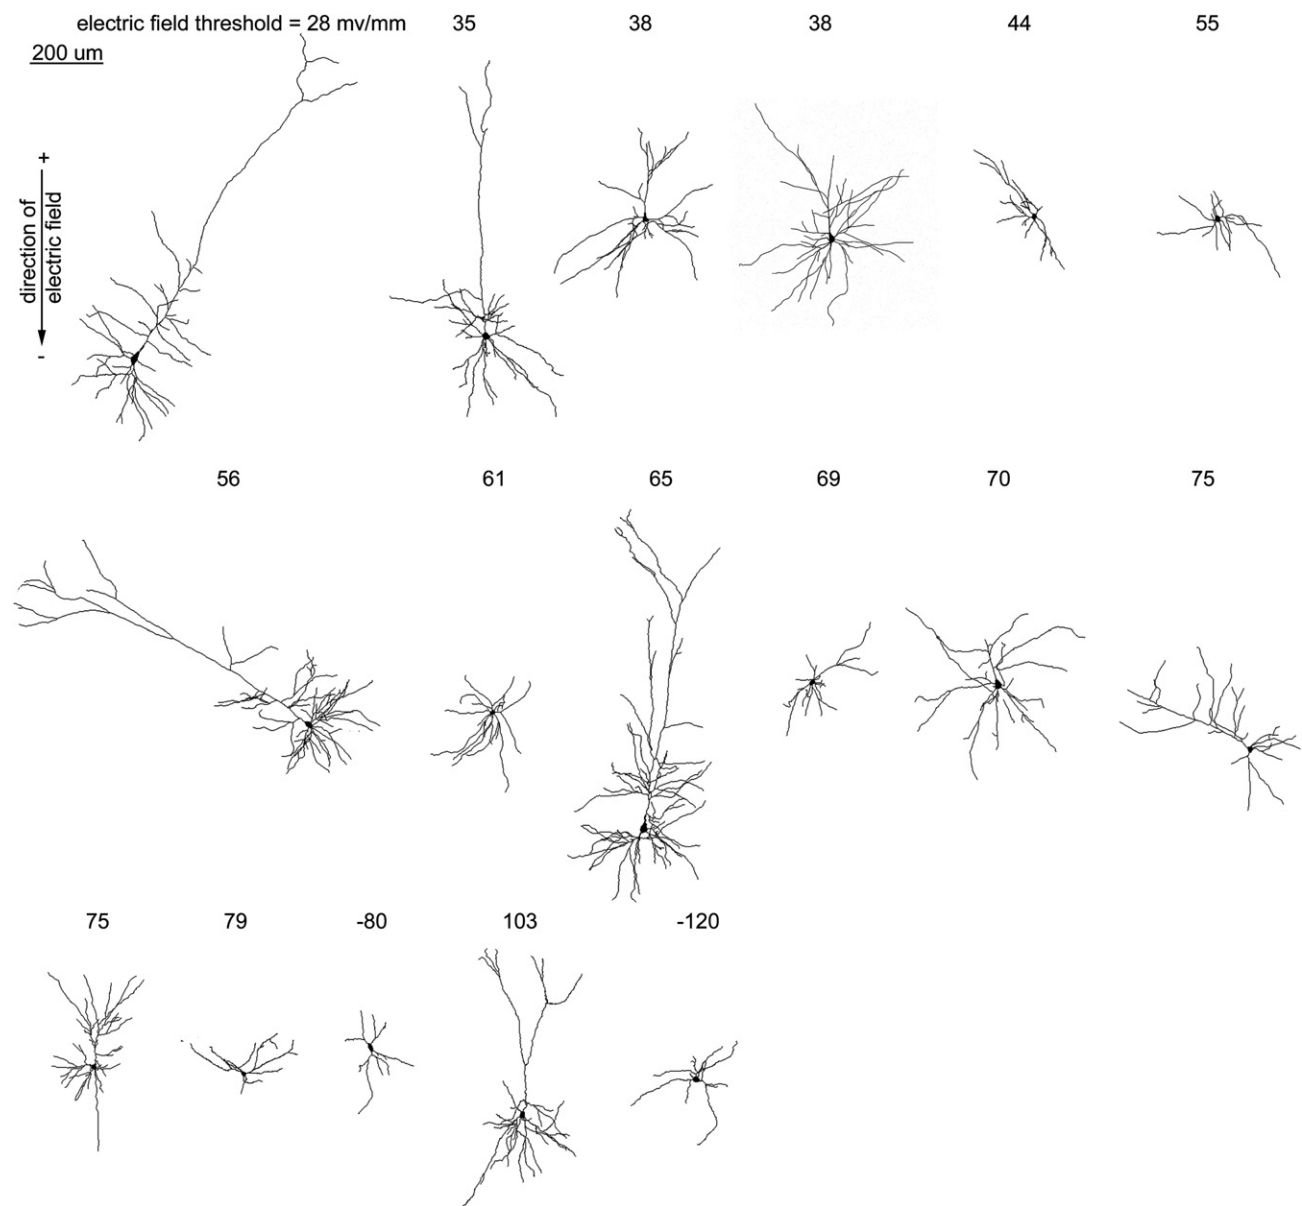 electric field threshold = 28 mv/mm 35 38 38 44 55
200 um
+
direction of
electric field
-
56 61 65 69 70 75
75 79 -80 103 -120